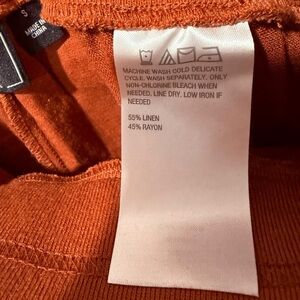 S
MADE IN
CHINA
MACHINE WASH COLD DELICATE
CYCLE. WASH SEPARATELY. ONLY
NON-CHLORINE BLEACH WHEN
NEEDED. LINE DRY. LOW IRON IF
NEEDED
55% LINEN
45% RAYON